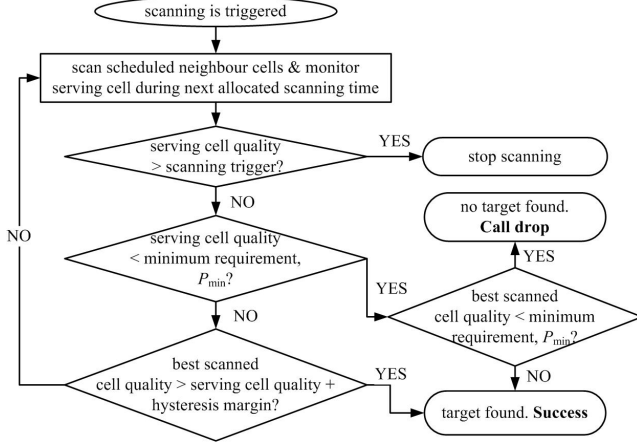 scanning is triggered
scan scheduled neighbour cells & monitor
serving cell during next allocated scanning time
serving cell quality
> scanning trigger?
YES
stop scanning
NO
serving cell quality
< minimum requirement,
Pmin?
YES
no target found.
Call drop
YES
best scanned
cell quality < minimum
requirement, Pmin?
NO
NO
best scanned
cell quality > serving cell quality +
hysteresis margin?
YES
NO
target found. Success